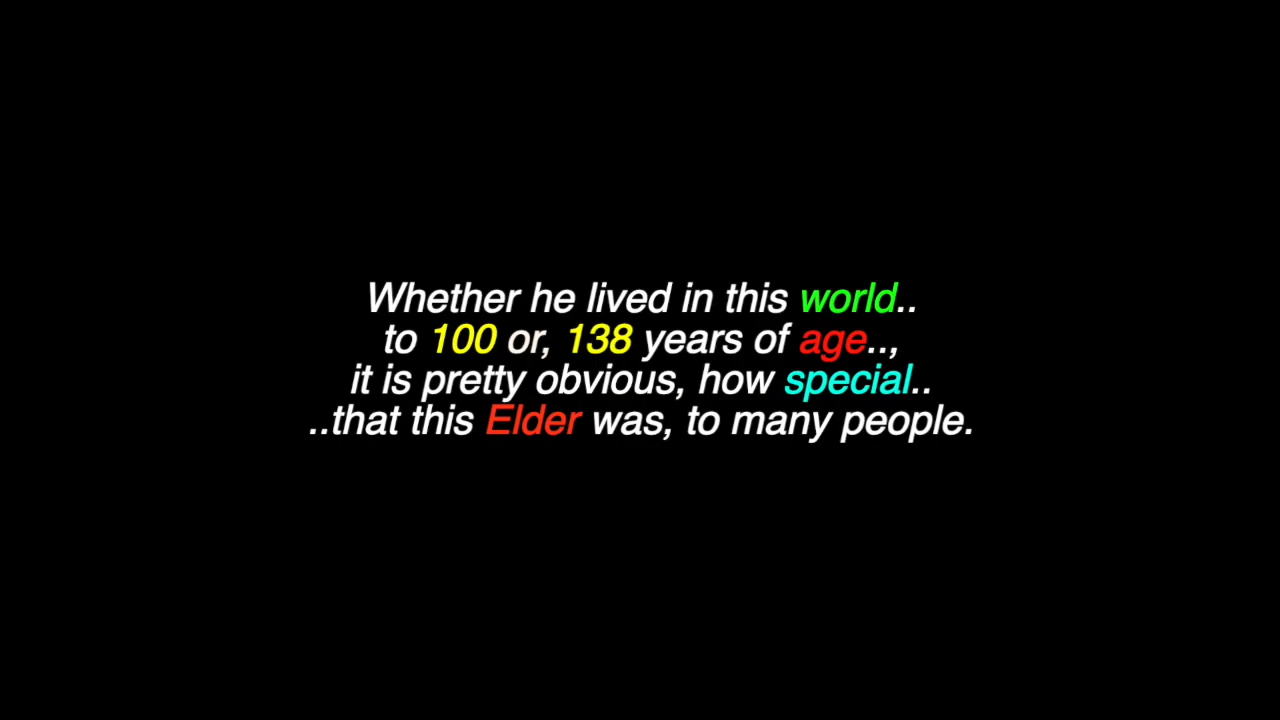 Whether he lived in this world..
to 100 or, 138 years of age..,
it is pretty obvious, how special..
..that this Elder was, to many people.